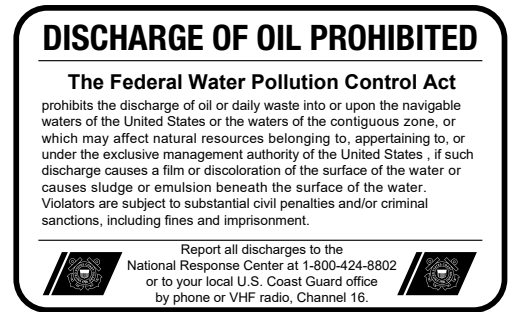 DISCHARGE OF OIL PROHIBITED
The Federal Water Pollution Control Act
prohibits the discharge of oil or daily waste into or upon the navigable
waters of the United States or the waters of the contiguous zone, or
which may affect natural resources belonging to, appertaining to, or
under the exclusive management authority of the United States , if such
discharge causes a film or discoloration of the surface of the water or
causes sludge or emulsion beneath the surface of the water.
Violators are subject to substantial civil penalties and/or criminal
sanctions, including fines and imprisonment.
Report all discharges to the
National Response Center at 1-800-424-8802
or to your local U.S. Coast Guard office
by phone or VHF radio, Channel 16.